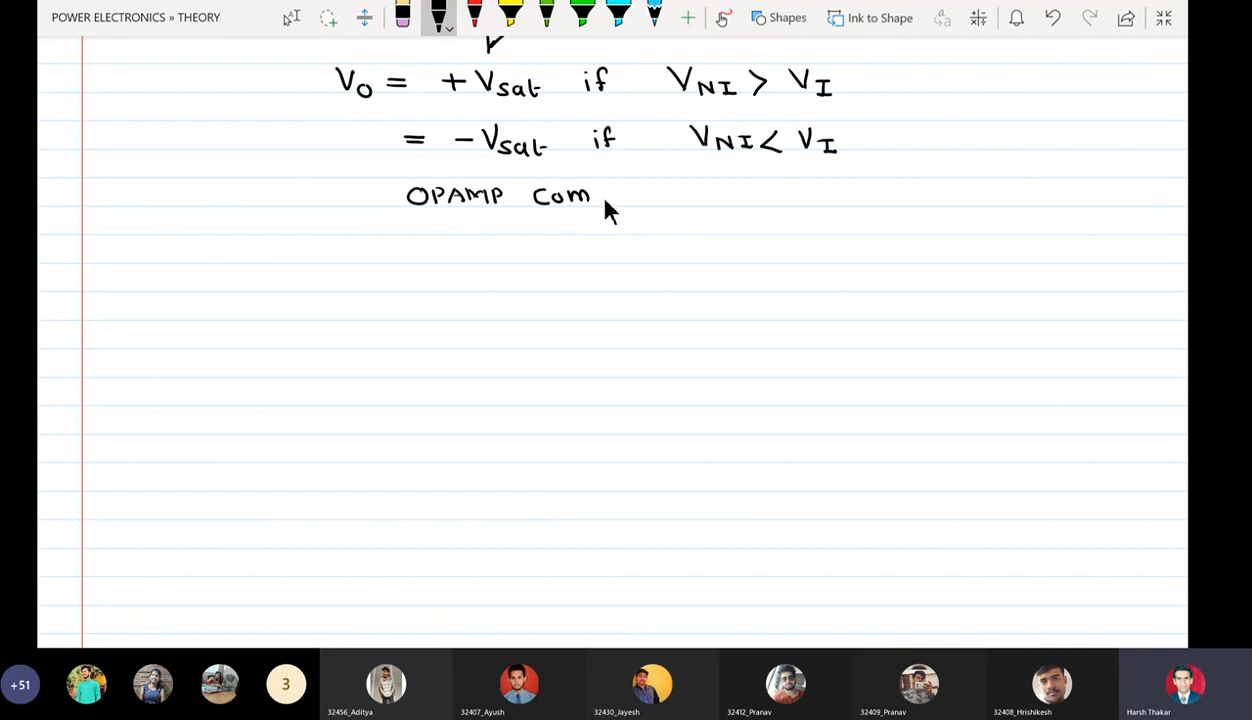 POWER ELECTRONICS » THEORY
Shapes
Ink to Shape
Vo = + Vsat if VNI > VI
= - Vsat if VNI < VI
OPAMP Com
+51
3
32456_Aditya
32407_Ayush
32430_Jayesh
32412_Pranav
32409_Pranav
32408_Hrishikesh
Harsh Thakar